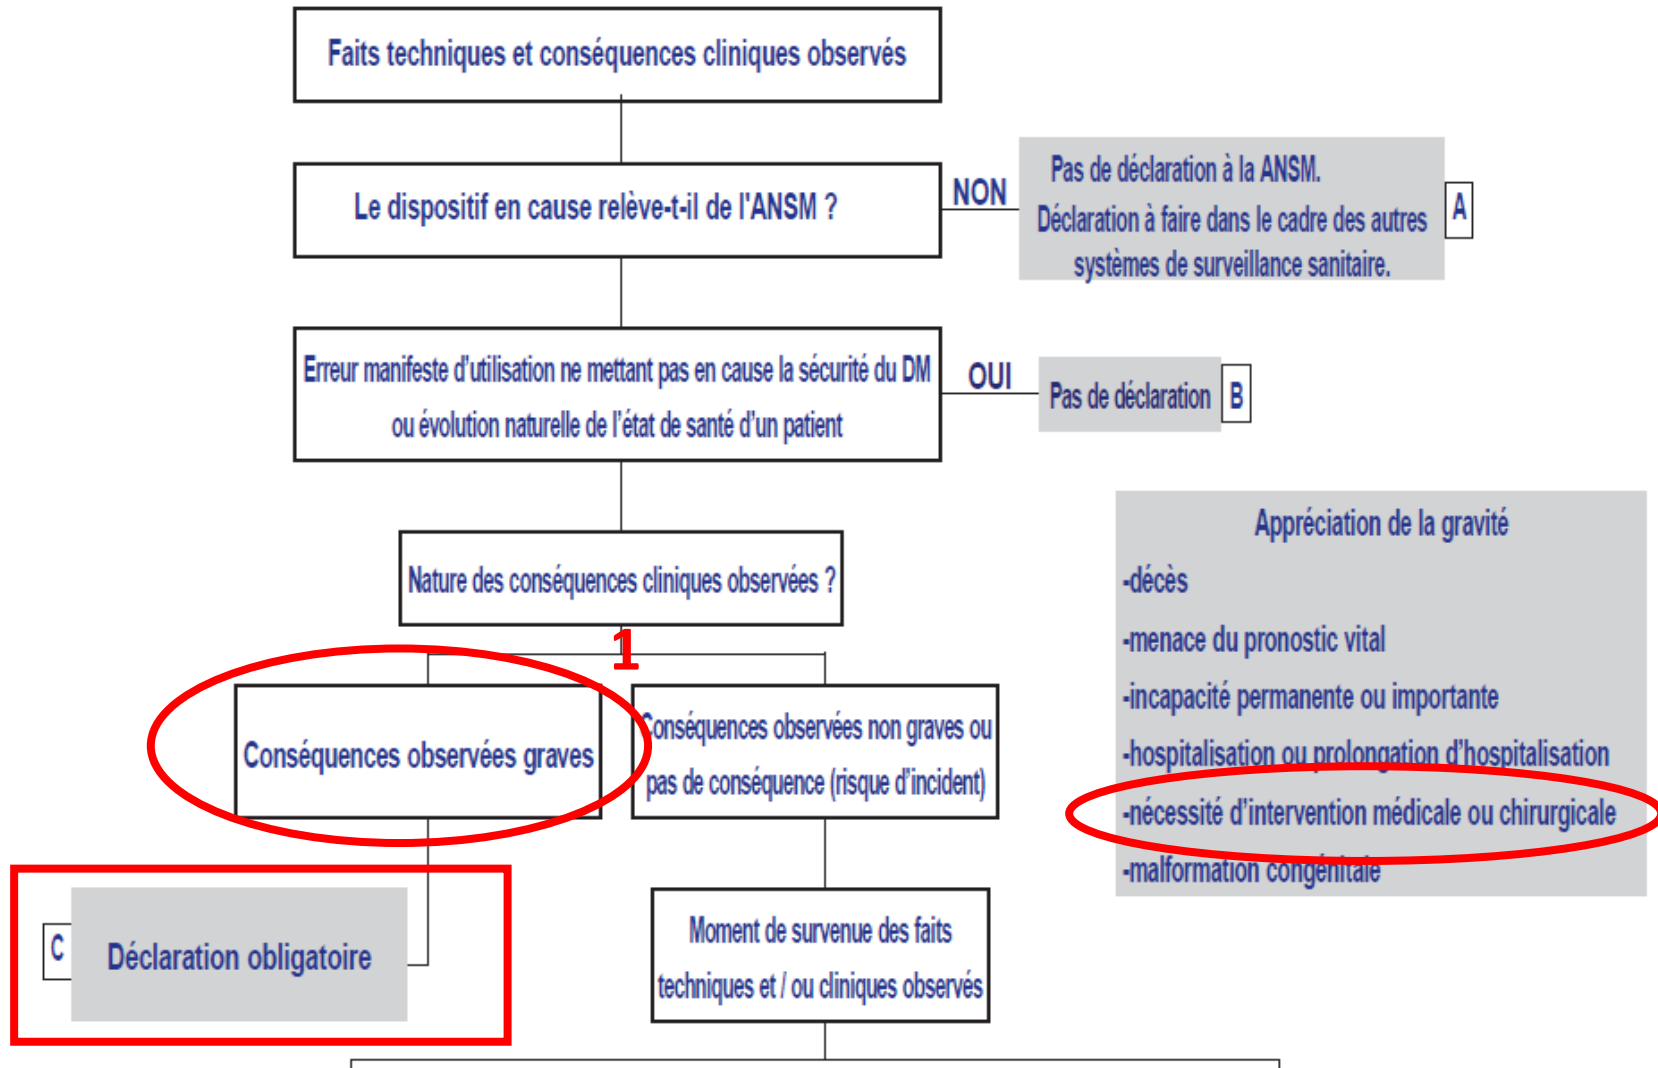 Faits techniques et conséquences cliniques observés
Le dispositif en cause relève-t-il de l'ANSM ?
NON
Pas de déclaration à la ANSM.
Déclaration à faire dans le cadre des autres
systèmes de surveillance sanitaire.
A
Erreur manifeste d'utilisation ne mettant pas en cause la sécurité du DM
ou évolution naturelle de l'état de santé d'un patient
OUI
Pas de déclaration
B
Nature des conséquences cliniques observées ?
Appréciation de la gravité
-décès
-menace du pronostic vital
-incapacité permanente ou importante
-hospitalisation ou prolongation d'hospitalisation
-nécessité d'intervention médicale ou chirurgicale
-malformation congénitale
1
Conséquences observées graves
Conséquences observées non graves ou
pas de conséquence (risque d'incident)
C
Déclaration obligatoire
Moment de survenue des faits
techniques et / ou cliniques observés